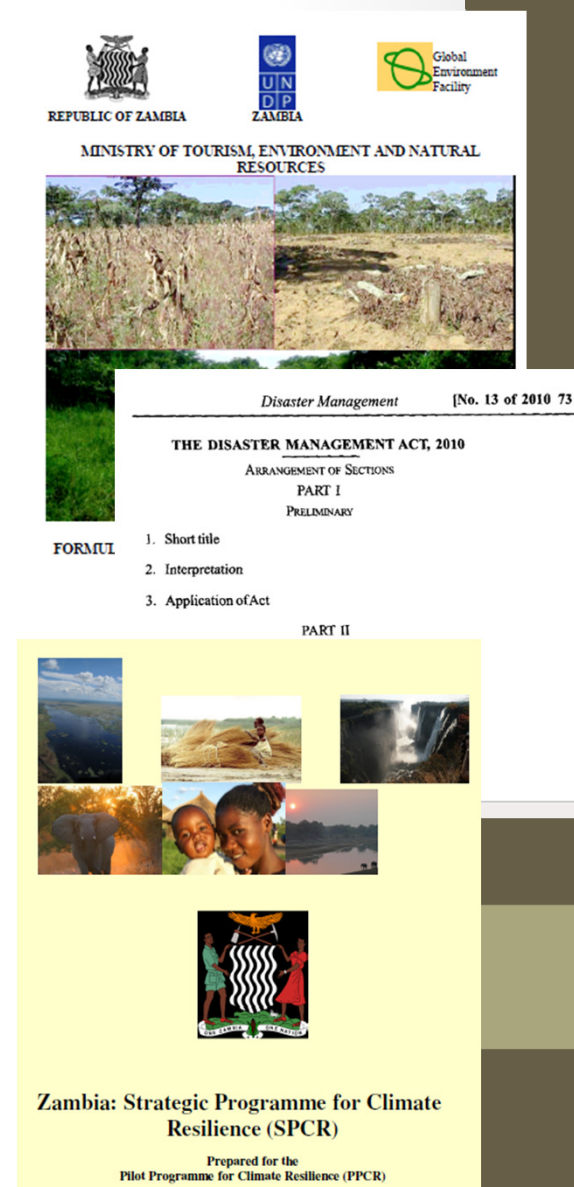 Global
Environment
Facility
UN
DP
REPUBLIC OF ZAMBIA
ZAMBIA
MINISTRY OF TOURISM, ENVIRONMENT AND NATURAL
RESOURCES
Disaster Management [No. 13 of 2010 73
THE DISASTER MANAGEMENT ACT, 2010
ARRANGEMENT OF SECTIONS
PART I
PRELIMINARY
FORMUL
1. Short title
2. Interpretation
3. Application of Act
PART II
ONE ZAMBIA ONE NATION
Zambia: Strategic Programme for Climate
Resilience (SPCR)
Prepared for the
Pilot Programme for Climate Resilience (PPCR)